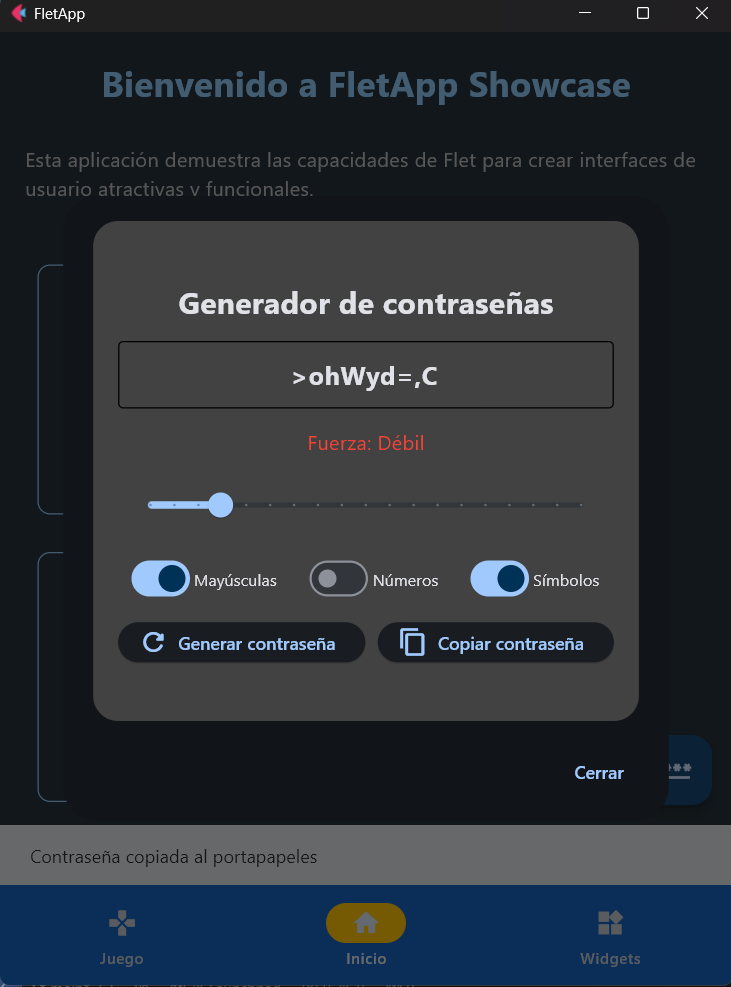 FletApp
Bienvenido a FletApp Showcase
Esta aplicación demuestra las capacidades de Flet para crear interfaces de
usuario atractivas y funcionales.
Generador de contraseñas
>ohWyd=,C
Fuerza: Débil
Mayúsculas Números Símbolos
Generar contraseña Copiar contraseña
Cerrar
Contraseña copiada al portapapeles
Juego Inicio Widgets